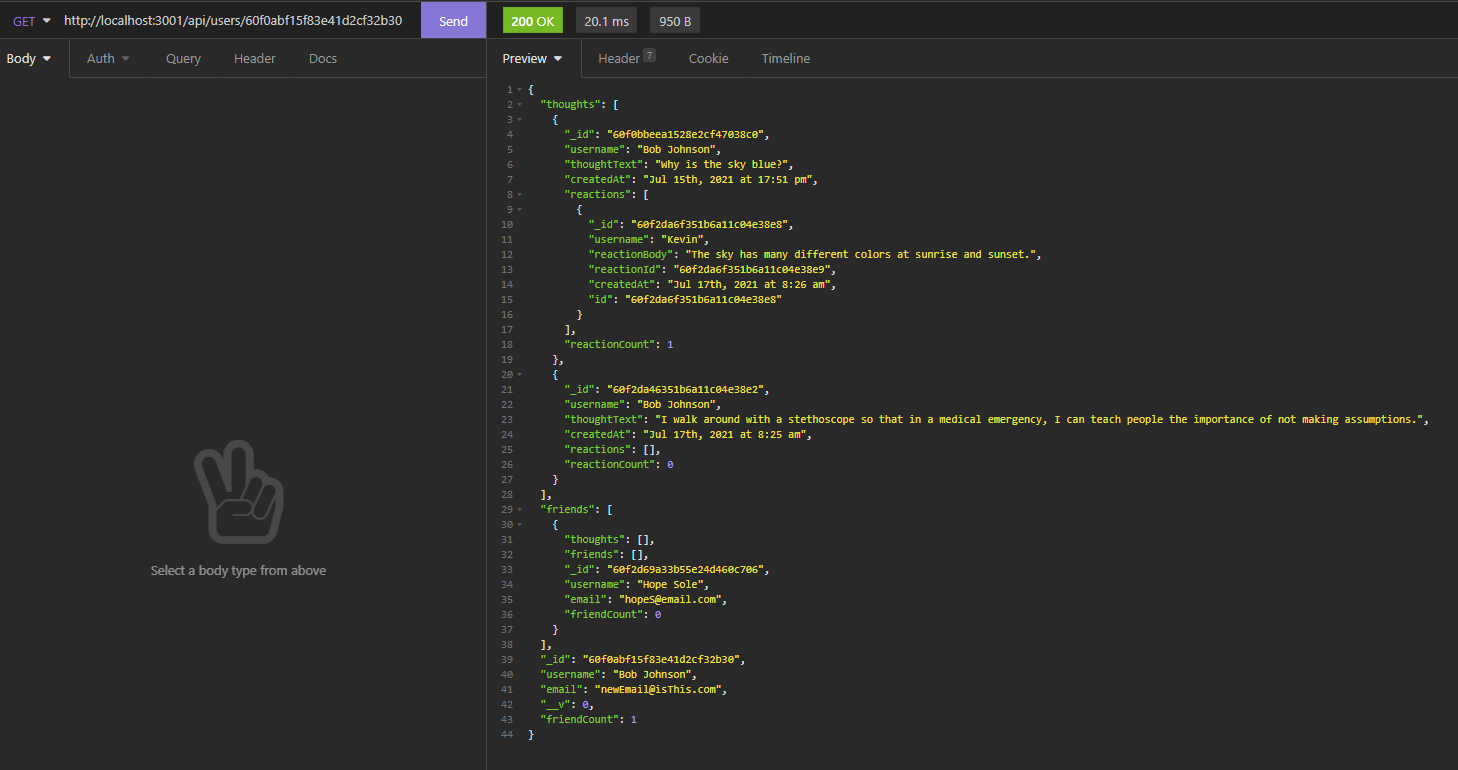 GET http://localhost:3001/api/users/60f0abf15f83e41d2cf32b30 Send 200 OK 20.1 ms 950 B
Body Auth Query Header Docs
Preview Header 7 Cookie Timeline
1 {
2 "thoughts": [
3 {
4 "_id": "60f0bbeea1528e2cf47038c0",
5 "username": "Bob Johnson",
6 "thoughtText": "Why is the sky blue?",
7 "createdAt": "Jul 15th, 2021 at 17:51 pm",
8 "reactions": [
9 {
10 "_id": "60f2da6f351b6a11c04e38e8",
11 "username": "Kevin",
12 "reactionBody": "The sky has many different colors at sunrise and sunset.",
13 "reactionId": "60f2da6f351b6a11c04e38e9",
14 "createdAt": "Jul 17th, 2021 at 8:26 am",
15 "id": "60f2da6f351b6a11c04e38e8"
16 }
17 ],
18 "reactionCount": 1
19 },
20 {
21 "_id": "60f2da46351b6a11c04e38e2",
22 "username": "Bob Johnson",
23 "thoughtText": "I walk around with a stethoscope so that in a medical emergency, I can teach people the importance of not making assumptions.",
24 "createdAt": "Jul 17th, 2021 at 8:25 am",
25 "reactions": [],
26 "reactionCount": 0
27 }
28 ],
29 "friends": [
30 {
31 "thoughts": [],
32 "friends": [],
33 "_id": "60f2d69a33b55e24d460c706",
34 "username": "Hope Sole",
35 "email": "hopeS@email.com",
36 "friendCount": 0
37 }
38 ],
39 "_id": "60f0abf15f83e41d2cf32b30",
40 "username": "Bob Johnson",
41 "email": "newEmail@isThis.com",
42 "__v": 0,
43 "friendCount": 1
44 }
Select a body type from above